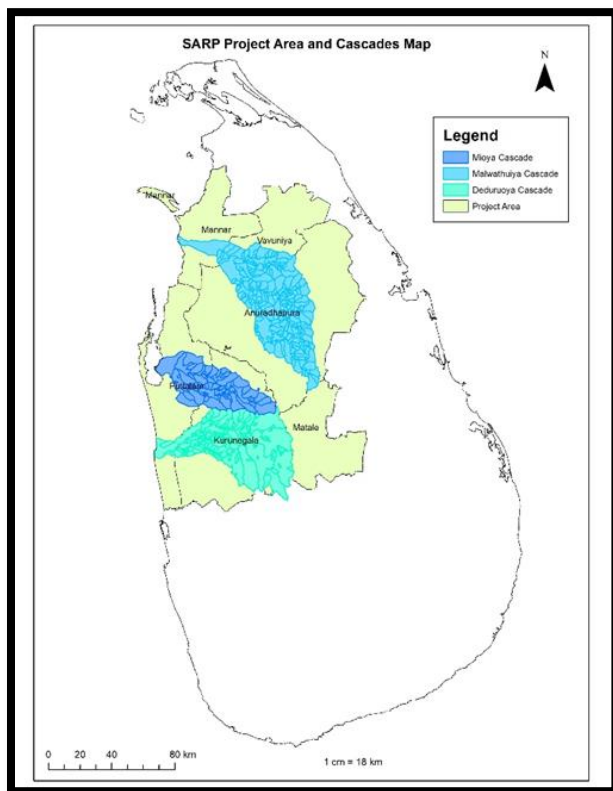 SARP Project Area and Cascades Map
N
Legend
Mioya Cascade
Malwathuiya Cascade
Deduruoya Cascade
Project Area
Mannar
Mannar
Vavuniya
Anuradhapura
Puttalam
Matale
Kurunegala
0 20 40 80 km
1 cm = 18 km